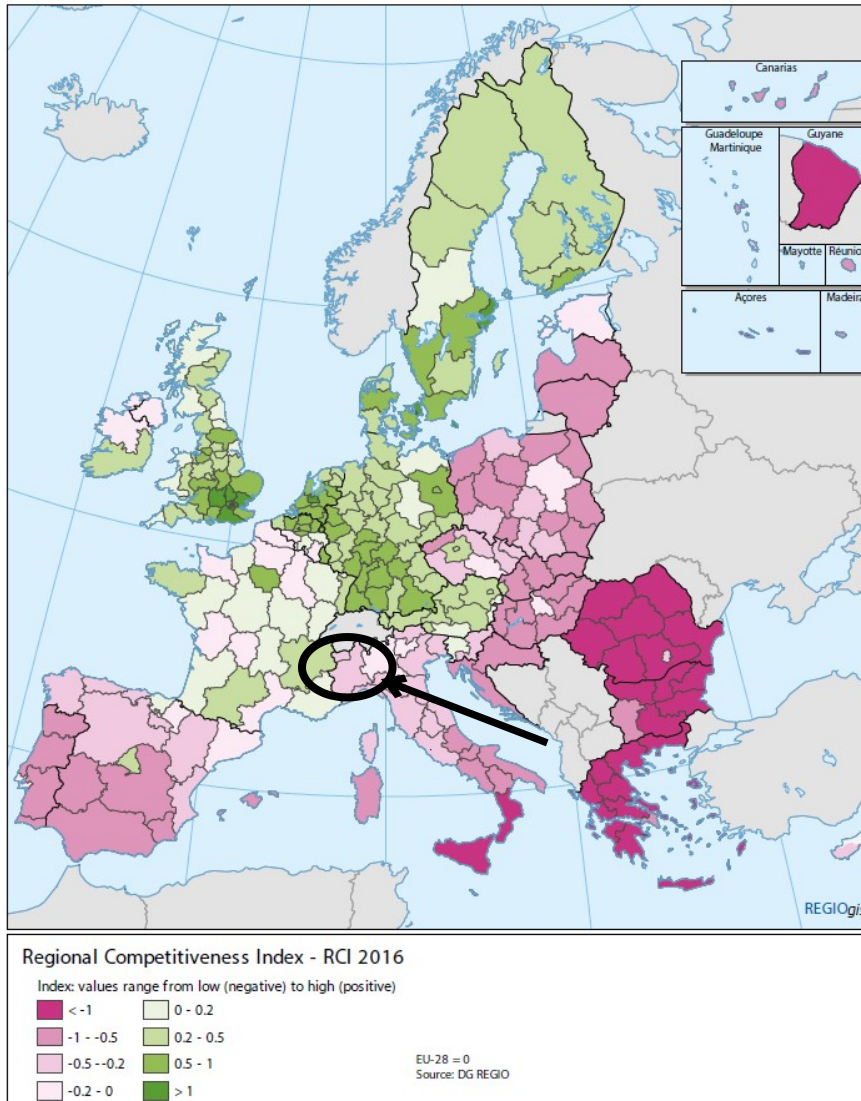 Canarias
Guadeloupe
Martinique
Guyane
Mayotte
Réunion
Açores
Madeira
REGIOgis
Regional Competitiveness Index - RCI 2016
Index: values range from low (negative) to high (positive)
< -1
-1 - -0.5
-0.5 - -0.2
-0.2 - 0
0 - 0.2
0.2 - 0.5
0.5 - 1
> 1
EU-28 = 0
Source: DG REGIO